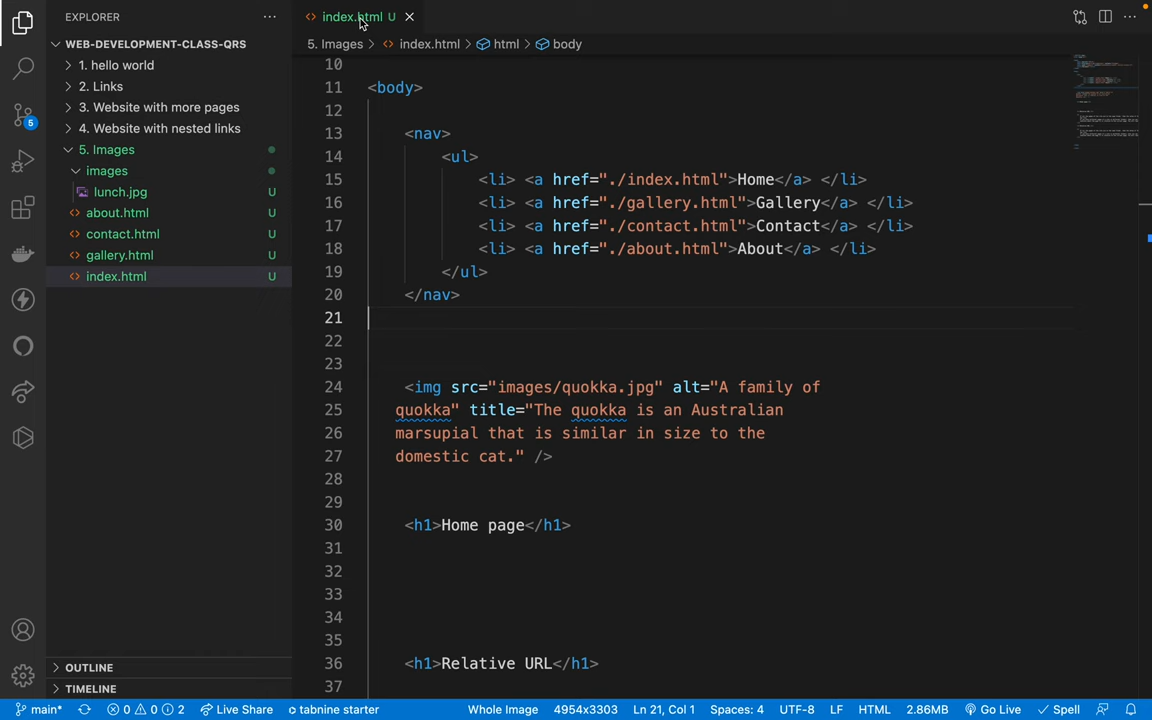 EXPLORER
WEB-DEVELOPMENT-CLASS-QRS
1. hello world
2. Links
3. Website with more pages
4. Website with nested links
5. Images
images
lunch.jpg U
about.html U
contact.html U
gallery.html U
index.html U
OUTLINE
TIMELINE
index.html U
5. Images > index.html > html > body
10
11 <body>
12
13 <nav>
14 <ul>
15 <li> <a href="./index.html">Home</a> </li>
16 <li> <a href="./gallery.html">Gallery</a> </li>
17 <li> <a href="./contact.html">Contact</a> </li>
18 <li> <a href="./about.html">About</a> </li>
19 </ul>
20 </nav>
21
22
23
24 <img src="images/quokka.jpg" alt="A family of
25 quokka" title="The quokka is an Australian
26 marsupial that is similar in size to the
27 domestic cat." />
28
29
30 <h1>Home page</h1>
31
32
33
34
35
36 <h1>Relative URL</h1>
37
5
main* 0 0 2 Live Share tabnine starter Whole Image 4954x3303 Ln 21, Col 1 Spaces: 4 UTF-8 LF HTML 2.86MB Go Live Spell